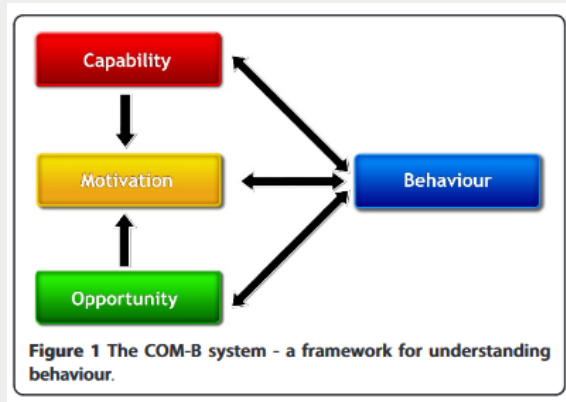 Capability
Motivation
Behaviour
Opportunity
Figure 1 The COM-B system - a framework for understanding
behaviour.